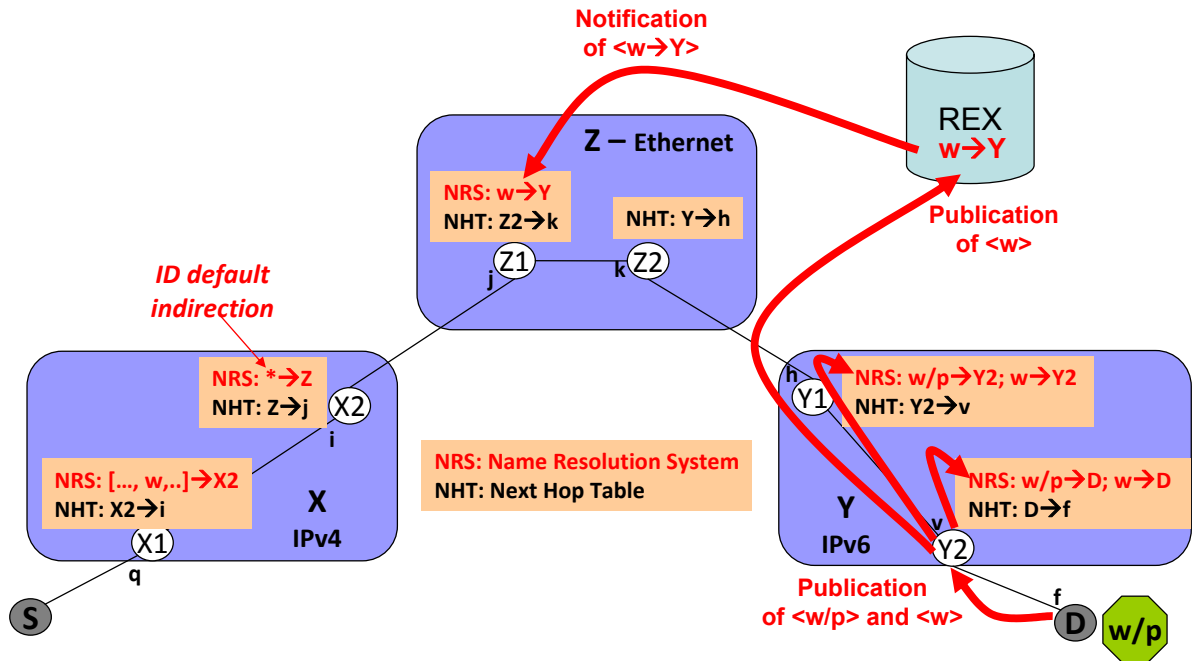 Notification
of <w→Y>
REX
w→Y
Z – Ethernet
NRS: w→Y
NHT: Z2→k
NHT: Y→h
Publication
of <w>
Z1
Z2
j
k
ID default
indirection
NRS: *→Z
NHT: Z→j
X2
i
h
Y1
NRS: w/p→Y2; w→Y2
NHT: Y2→v
NRS: [..., w,..]→X2
NHT: X2→i
X
IPv4
X1
q
NRS: Name Resolution System
NHT: Next Hop Table
NRS: w/p→D; w→D
NHT: D→f
Y
IPv6
v
Y2
Publication
of <w/p> and <w>
f
S
D
w/p